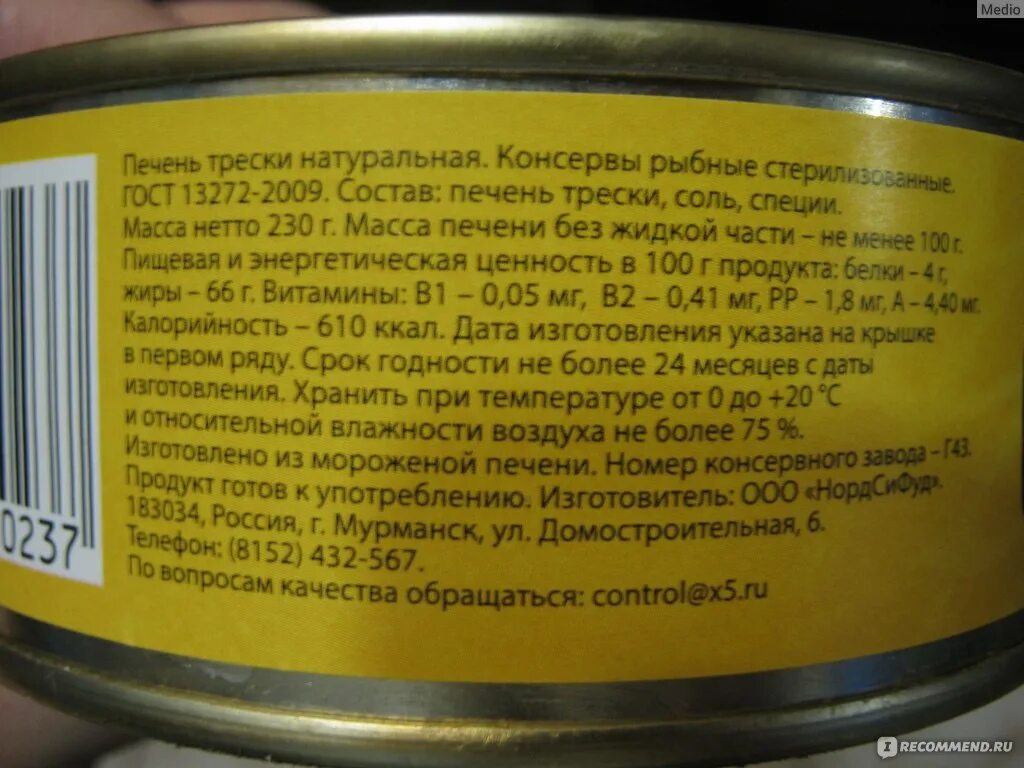 Medio
Печень трески натуральная. Консервы рыбные стерилизованные.
ГОСТ 13272-2009. Состав: печень трески, соль, специи.
Масса нетто 230 г. Масса печени без жидкой части – не менее 100 г.
Пищевая и энергетическая ценность в 100 г продукта: белки – 4 г,
жиры – 66 г. Витамины: В1 – 0,05 мг, В2 – 0,41 мг, РР – 1,8 мг, А – 4,40 мг.
Калорийность – 610 ккал. Дата изготовления указана на крышке
в первом ряду. Срок годности не более 24 месяцев с даты
изготовления. Хранить при температуре от 0 до +20 °С
и относительной влажности воздуха не более 75 %.
Изготовлено из мороженой печени. Номер консервного завода – Г43.
Продукт готов к употреблению. Изготовитель: ООО «НордСиФуд».
183034, Россия, г. Мурманск, ул. Домостроительная, 6.
Телефон: (8152) 432-567.
По вопросам качества обращаться: control@x5.ru
0237
IRECOMMEND.RU